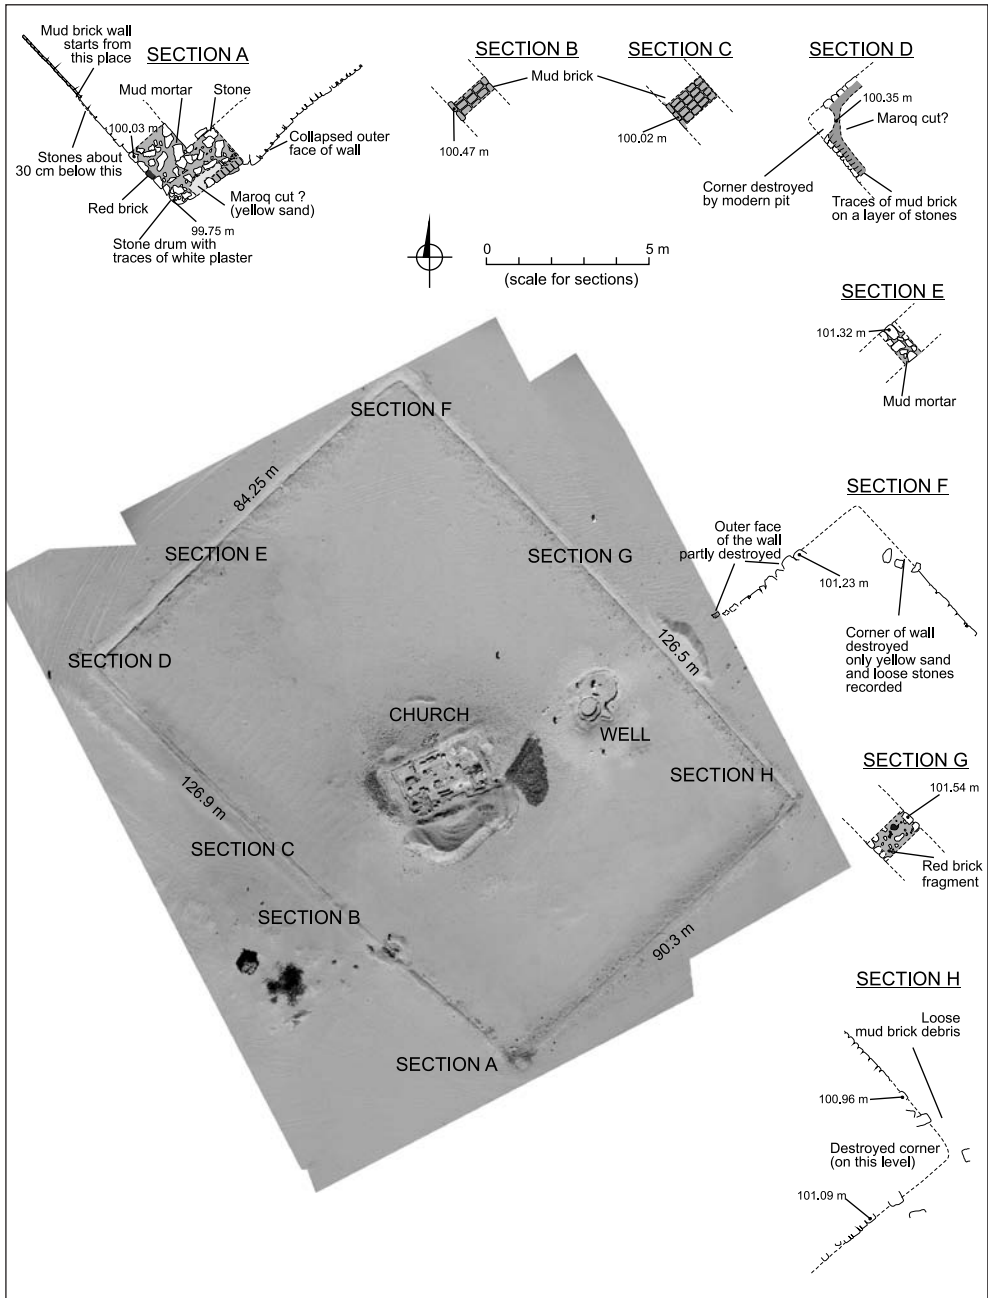 Mud brick wall
starts from
this place
SECTION A
Mud mortar
Stone
100.03 m
Stones about
30 cm below this
Collapsed outer
face of wall
Red brick
Maroq cut ?
(yellow sand)
99.75 m
Stone drum with
traces of white plaster
SECTION B
SECTION C
Mud brick
100.47 m
100.02 m
SECTION D
100.35 m
Maroq cut?
Corner destroyed
by modern pit
Traces of mud brick
on a layer of stones
0
5 m
(scale for sections)
SECTION E
101.32 m
Mud mortar
SECTION F
84.25 m
SECTION E
SECTION G
SECTION D
126.5 m
CHURCH
WELL
SECTION H
126.9 m
SECTION C
SECTION B
90.3 m
SECTION A
SECTION F
Outer face
of the wall
partly destroyed
101.23 m
Corner of wall
destroyed
only yellow sand
and loose stones
recorded
SECTION G
101.54 m
Red brick
fragment
SECTION H
Loose
mud brick debris
100.96 m
Destroyed corner
(on this level)
101.09 m